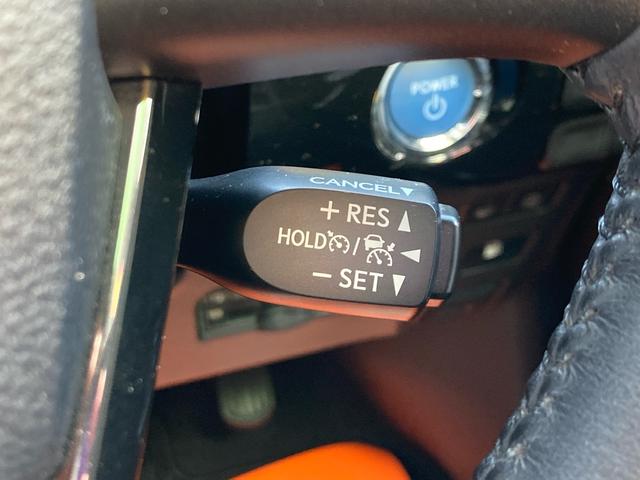 POWER
CANCEL▼
+ RES ▲
HOLD / ◄
− SET ▼